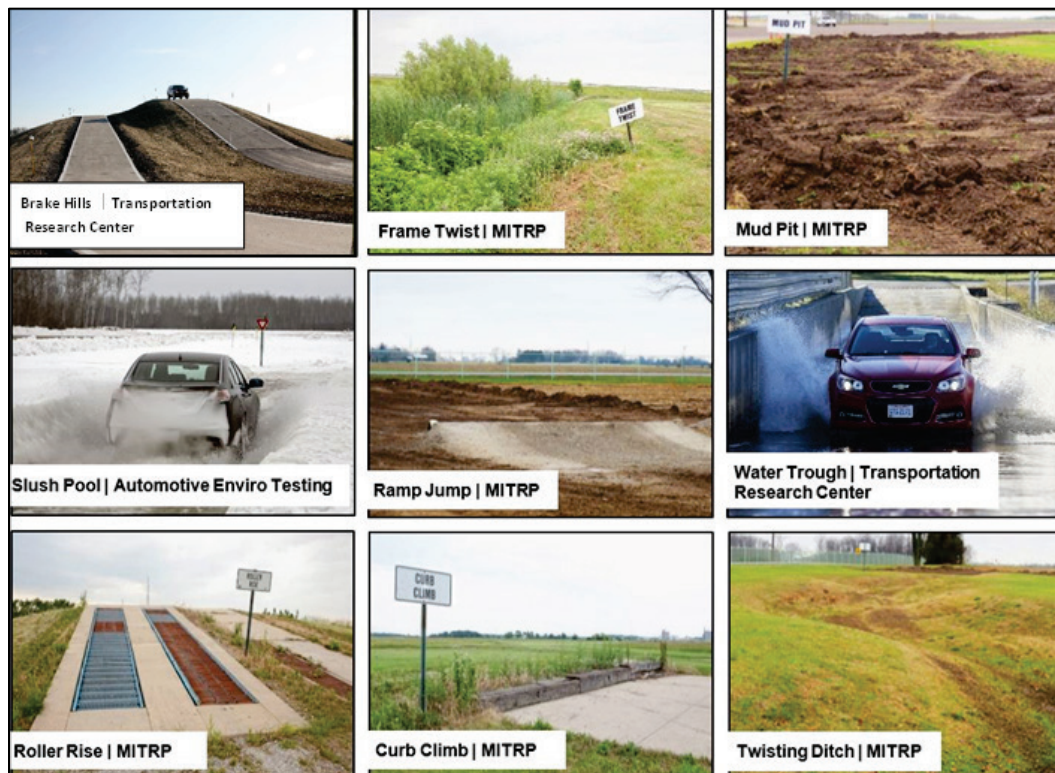 Brake Hills | Transportation
Research Center
FRAME
TWIST
Frame Twist | MITRP
MUD PIT
Mud Pit | MITRP
Slush Pool | Automotive Enviro Testing
Ramp Jump | MITRP
Water Trough | Transportation
Research Center
ROLLER
RISE
Roller Rise | MITRP
CURB
CLIMB
Curb Climb | MITRP
Twisting Ditch | MITRP